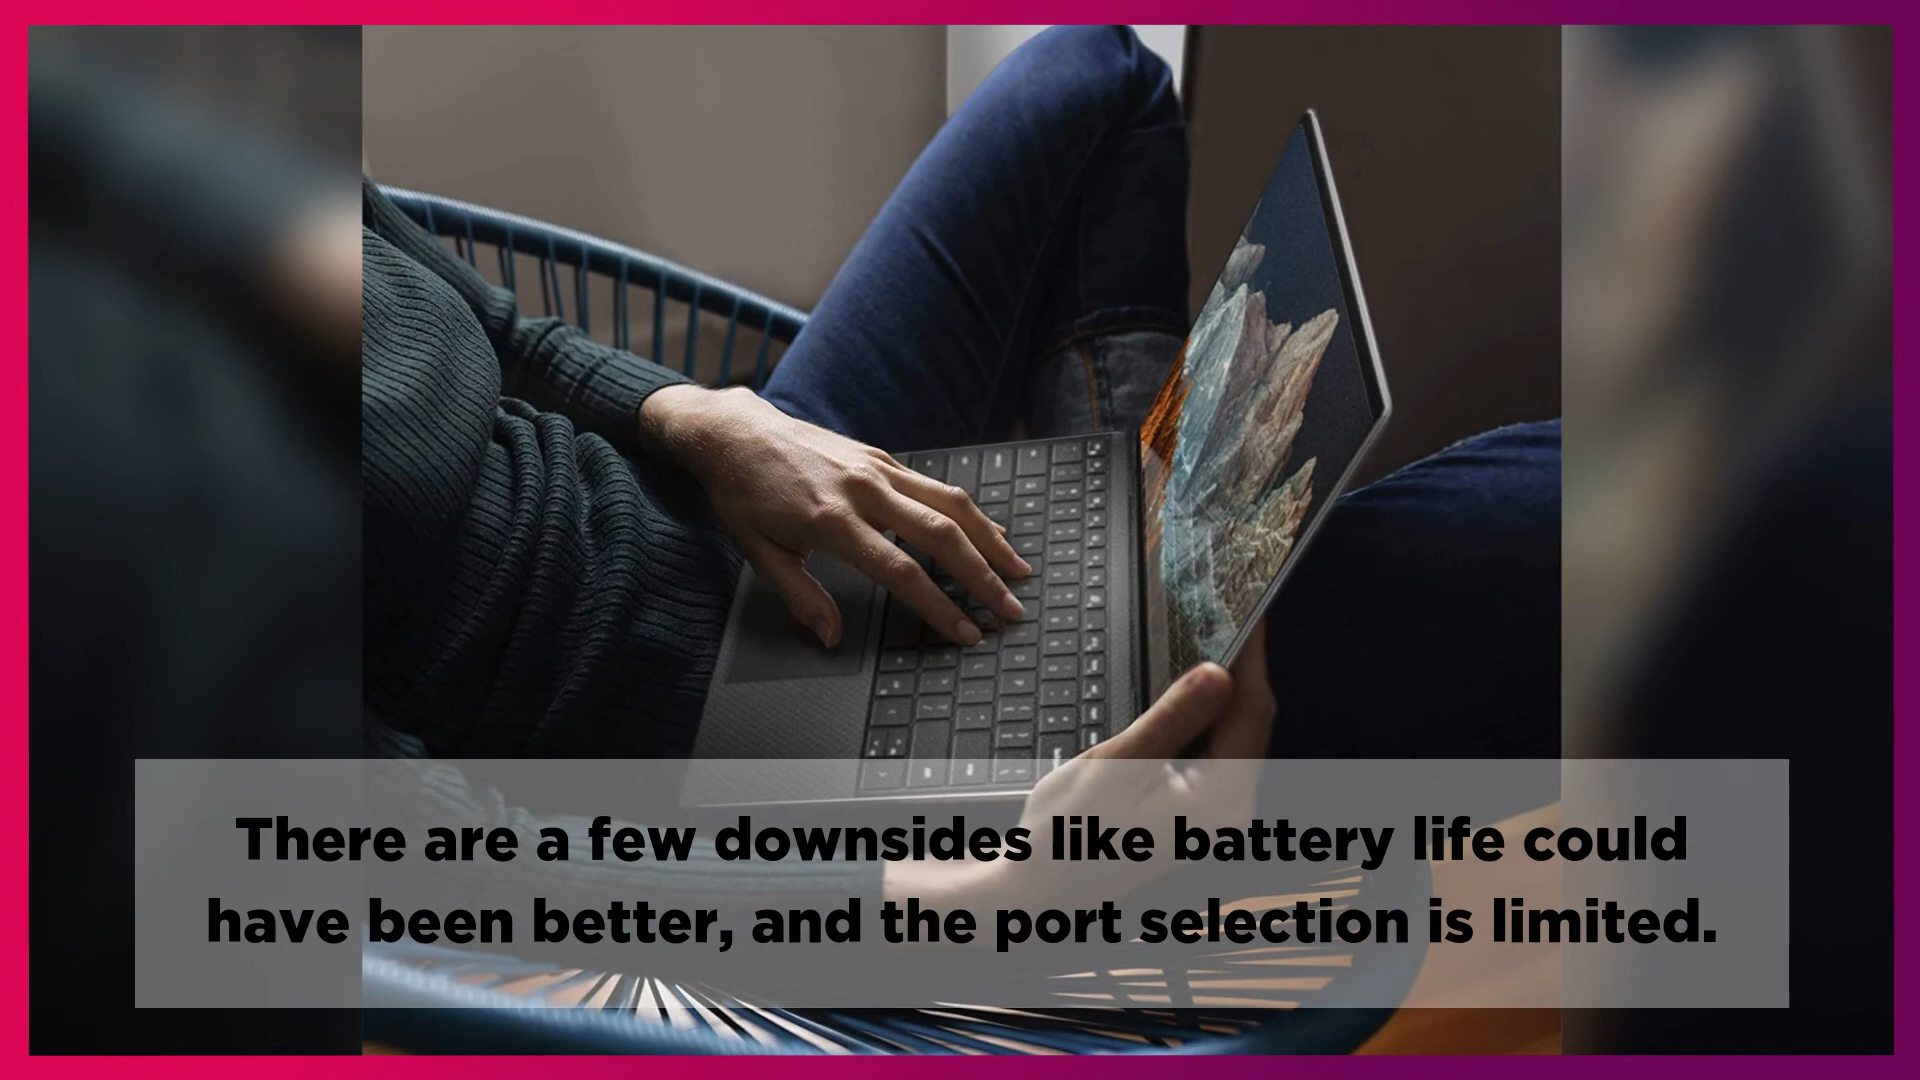 There are a few downsides like battery life could
have been better, and the port selection is limited.